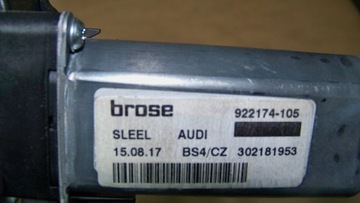 brose 922174-105
SLEEL AUDI
15.08.17 BS4/CZ 302181953